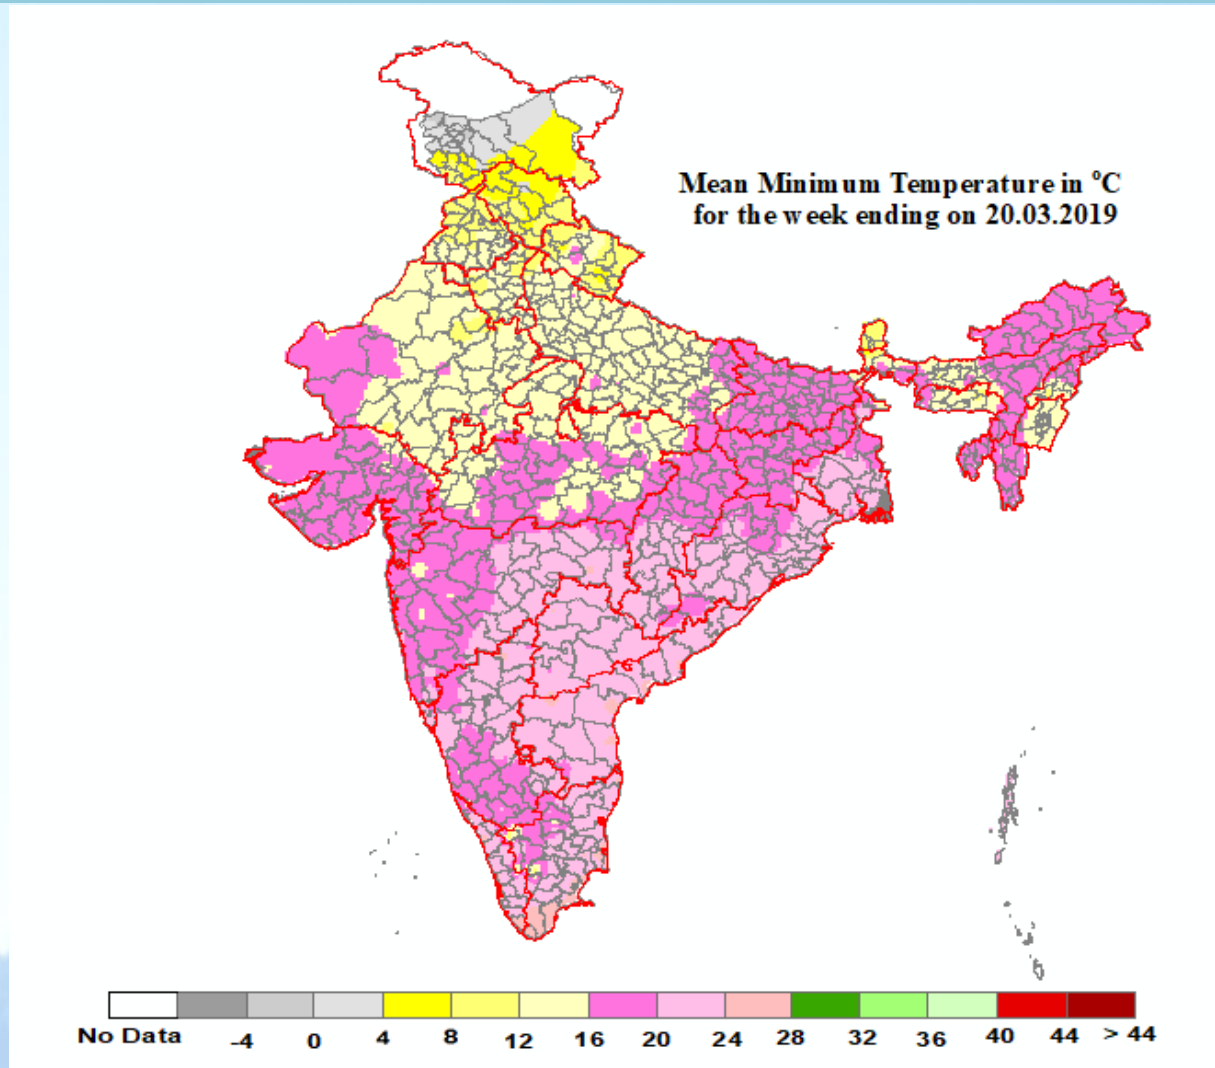 Mean Minimum Temperature in °C
for the week ending on 20.03.2019
No Data -4 0 4 8 12 16 20 24 28 32 36 40 44 > 44